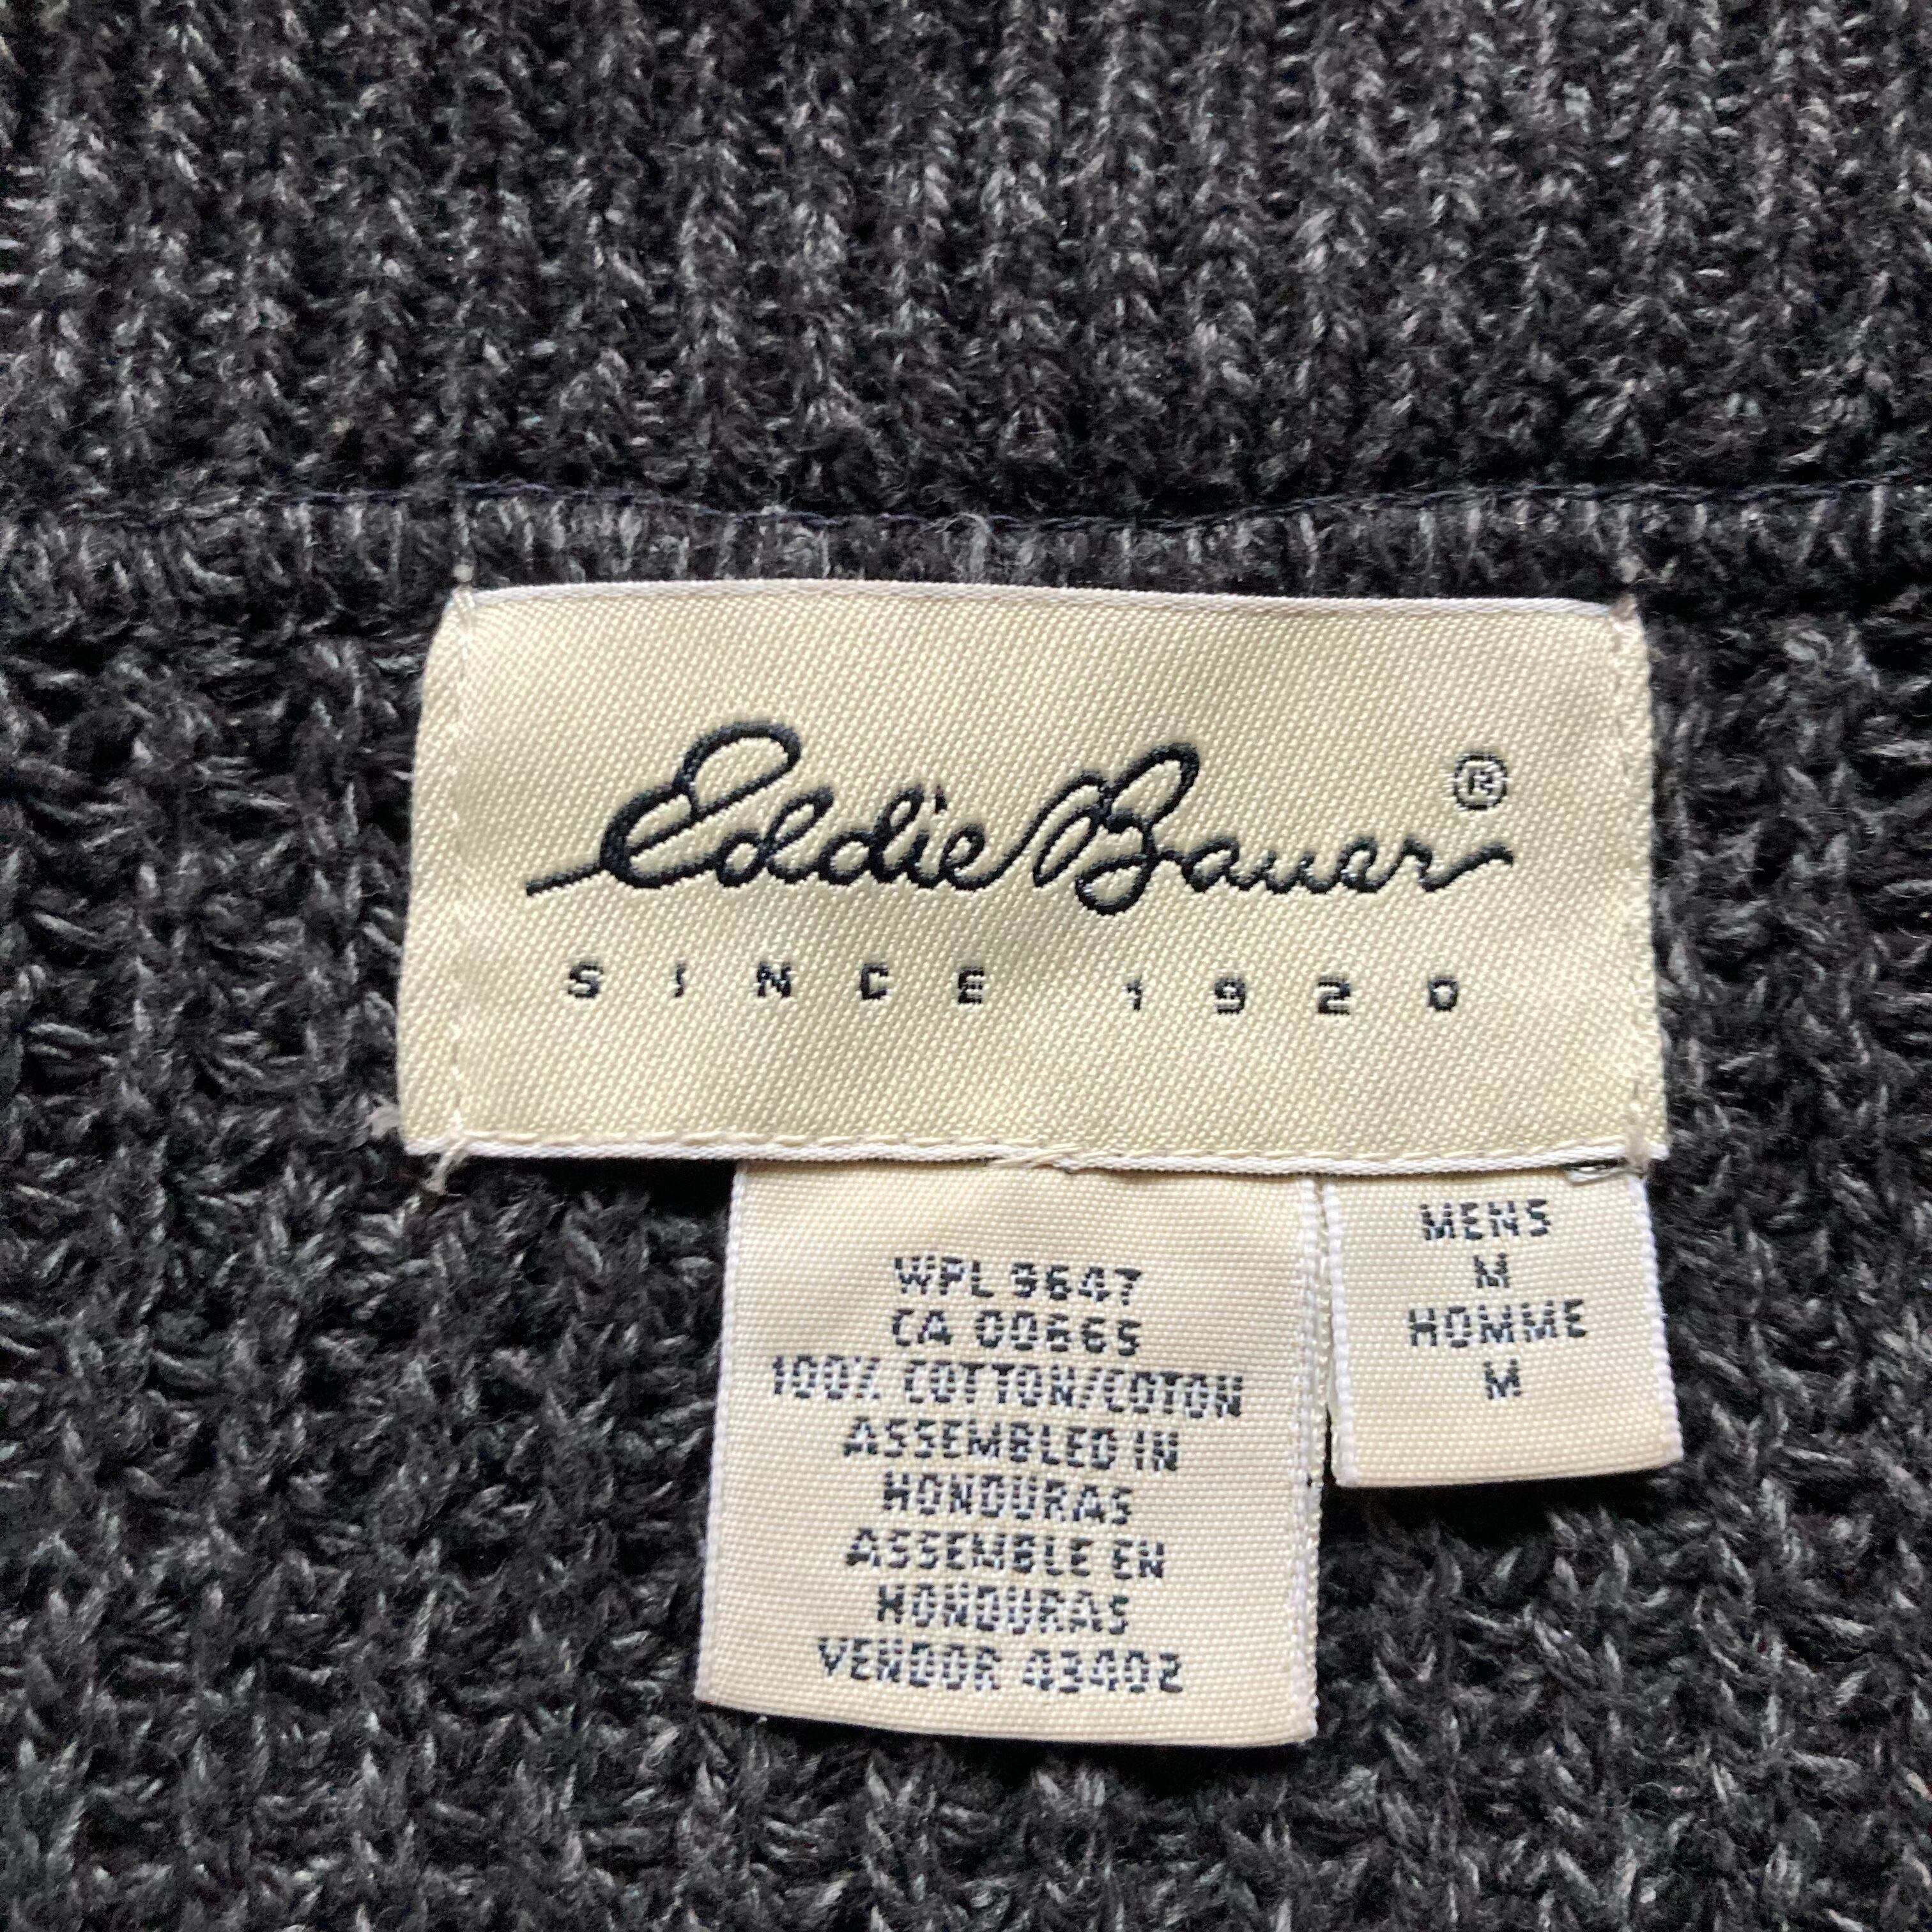 Eddie Bauer ®
SINCE 1920
WPL 9647
CA 00665
100% COTTON/COTON
ASSEMBLED IN
HONDURAS
ASSEMBLE EN
HONDURAS
VENDOR 43402
MENS
M
HOMME
M